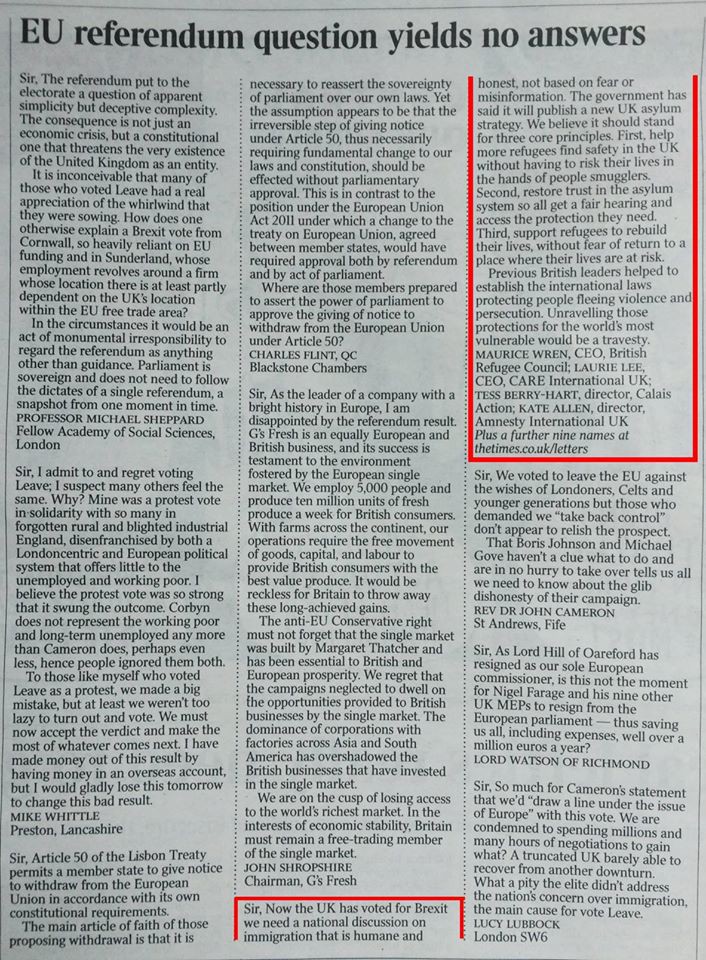 EU referendum question yields no answers
Sir, The referendum put to the
electorate a question of apparent
simplicity but deceptive complexity.
The consequence is not just an
economic crisis, but a constitutional
one that threatens the very existence
of the United Kingdom as an entity.
It is inconceivable that many of
those who voted Leave had a real
appreciation of the whirlwind that
they were sowing. How does one
otherwise explain a Brexit vote from
Cornwall, so heavily reliant on EU
funding and in Sunderland, whose
employment revolves around a firm
whose location there is at least partly
dependent on the UK's location
within the EU free trade area?
In the circumstances it would be an
act of monumental irresponsibility to
regard the referendum as anything
other than guidance. Parliament is
sovereign and does not need to follow
the dictates of a single referendum, a
snapshot from one moment in time.
PROFESSOR MICHAEL SHEPPARD
Fellow Academy of Social Sciences,
London
Sir, I admit to and regret voting
Leave; I suspect many others feel the
same. Why? Mine was a protest vote
in solidarity with so many in
forgotten rural and blighted industrial
England, disenfranchised by both a
Londoncentric and European political
system that offers little to the
unemployed and working poor. I
believe the protest vote was so strong
that it swung the outcome. Corbyn
does not represent the working poor
and long-term unemployed any more
than Cameron does, perhaps even
less, hence people ignored them both.
To those like myself who voted
Leave as a protest, we made a big
mistake, but at least we weren't too
lazy to turn out and vote. We must
now accept the verdict and make the
most of whatever comes next. I have
made money out of this result by
having money in an overseas account,
but I would gladly lose this tomorrow
to change this bad result.
MIKE WHITTLE
Preston, Lancashire
Sir, Article 50 of the Lisbon Treaty
permits a member state to give notice
to withdraw from the European
Union in accordance with its own
constitutional requirements.
The main article of faith of those
proposing withdrawal is that it is
necessary to reassert the sovereignty
of parliament over our own laws. Yet
the assumption appears to be that the
irreversible step of giving notice
under Article 50, thus necessarily
requiring fundamental change to our
laws and constitution, should be
effected without parliamentary
approval. This is in contrast to the
position under the European Union
Act 2011 under which a change to the
treaty on European Union, agreed
between member states, would have
required approval both by referendum
and by act of parliament.
Where are those members prepared
to assert the power of parliament to
approve the giving of notice to
withdraw from the European Union
under Article 50?
CHARLES FLINT, QC
Blackstone Chambers
Sir, As the leader of a company with a
bright history in Europe, I am
disappointed by the referendum result.
G's Fresh is an equally European and
British business, and its success is
testament to the environment
fostered by the European single
market. We employ 5,000 people and
produce ten million units of fresh
produce a week for British consumers.
With farms across the continent, our
operations require the free movement
of goods, capital, and labour to
provide British consumers with the
best value produce. It would be
reckless for Britain to throw away
these long-achieved gains.
The anti-EU Conservative right
must not forget that the single market
was built by Margaret Thatcher and
has been essential to British and
European prosperity. We regret that
the campaigns neglected to dwell on
the opportunities provided to British
businesses by the single market. The
dominance of corporations with
factories across Asia and South
America has overshadowed the
British businesses that have invested
in the single market.
We are on the cusp of losing access
to the world's richest market. In the
interests of economic stability, Britain
must remain a free-trading member
of the single market.
JOHN SHROPSHIRE
Chairman, G's Fresh
Sir, Now the UK has voted for Brexit
we need a national discussion on
immigration that is humane and
honest, not based on fear or
misinformation. The government has
said it will publish a new UK asylum
strategy. We believe it should stand
for three core principles. First, help
more refugees find safety in the UK
without having to risk their lives in
the hands of people smugglers.
Second, restore trust in the asylum
system so all get a fair hearing and
access the protection they need.
Third, support refugees to rebuild
their lives, without fear of return to a
place where their lives are at risk.
Previous British leaders helped to
establish the international laws
protecting people fleeing violence and
persecution. Unravelling those
protections for the world's most
vulnerable would be a travesty.
MAURICE WREN, CEO, British
Refugee Council; LAURIE LEE,
CEO, CARE International UK;
TESS BERRY-HART, director, Calais
Action; KATE ALLEN, director,
Amnesty International UK
Plus a further nine names at
thetimes.co.uk/letters
Sir, We voted to leave the EU against
the wishes of Londoners, Celts and
younger generations but those who
demanded we "take back control"
don't appear to relish the prospect.
That Boris Johnson and Michael
Gove haven't a clue what to do and
are in no hurry to take over tells us all
we need to know about the glib
dishonesty of their campaign.
REV DR JOHN CAMERON
St Andrews, Fife
Sir, As Lord Hill of Oareford has
resigned as our sole European
commissioner, is this not the moment
for Nigel Farage and his nine other
UK MEPs to resign from the
European parliament — thus saving
us all, including expenses, well over a
million euros a year?
LORD WATSON OF RICHMOND
Sir, So much for Cameron's statement
that we'd "draw a line under the issue
of Europe" with this vote. We are
condemned to spending millions and
many hours of negotiations to gain
what? A truncated UK barely able to
recover from another downturn.
What a pity the elite didn't address
the nation's concern over immigration,
the main cause for vote Leave.
LUCY LUBBOCK
London SW6